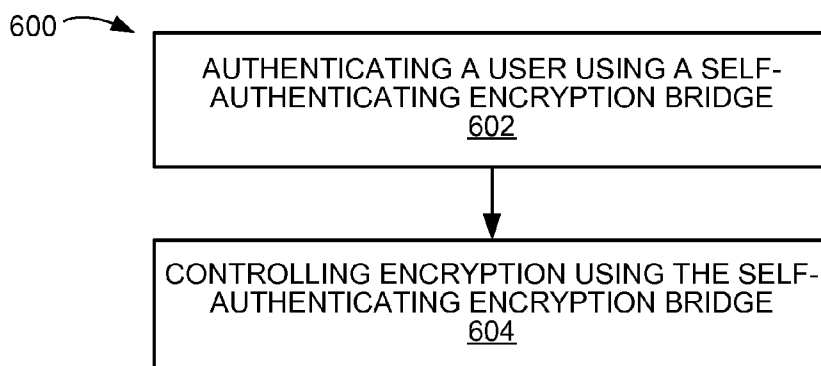 600
AUTHENTICATING A USER USING A SELF-
AUTHENTICATING ENCRYPTION BRIDGE
602
CONTROLLING ENCRYPTION USING THE SELF-
AUTHENTICATING ENCRYPTION BRIDGE
604